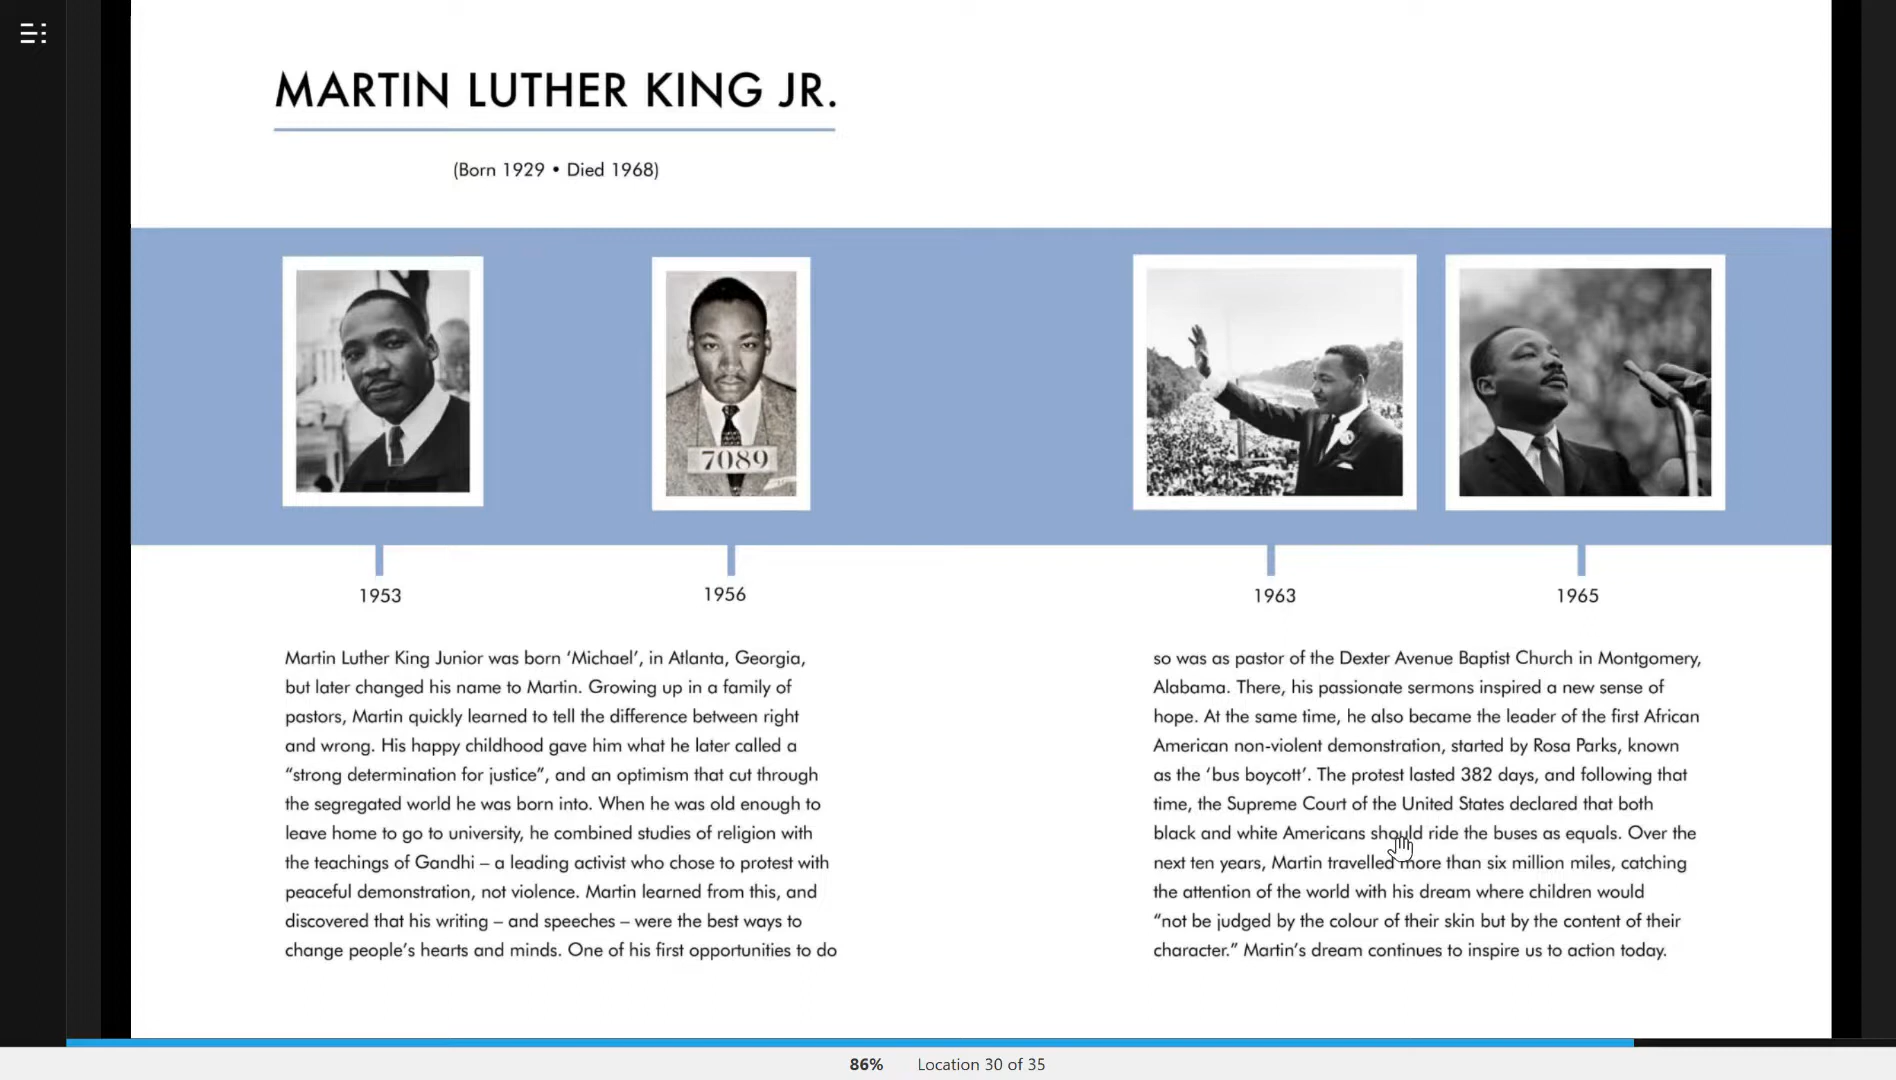 MARTIN LUTHER KING JR.
(Born 1929 • Died 1968)
7089
1953
1956
1963
1965
Martin Luther King Junior was born ‘Michael’, in Atlanta, Georgia,
but later changed his name to Martin. Growing up in a family of
pastors, Martin quickly learned to tell the difference between right
and wrong. His happy childhood gave him what he later called a
“strong determination for justice”, and an optimism that cut through
the segregated world he was born into. When he was old enough to
leave home to go to university, he combined studies of religion with
the teachings of Gandhi – a leading activist who chose to protest with
peaceful demonstration, not violence. Martin learned from this, and
discovered that his writing – and speeches – were the best ways to
change people’s hearts and minds. One of his first opportunities to do
so was as pastor of the Dexter Avenue Baptist Church in Montgomery,
Alabama. There, his passionate sermons inspired a new sense of
hope. At the same time, he also became the leader of the first African
American non-violent demonstration, started by Rosa Parks, known
as the ‘bus boycott’. The protest lasted 382 days, and following that
time, the Supreme Court of the United States declared that both
black and white Americans should ride the buses as equals. Over the
next ten years, Martin travelled more than six million miles, catching
the attention of the world with his dream where children would
“not be judged by the colour of their skin but by the content of their
character.” Martin’s dream continues to inspire us to action today.
86% Location 30 of 35